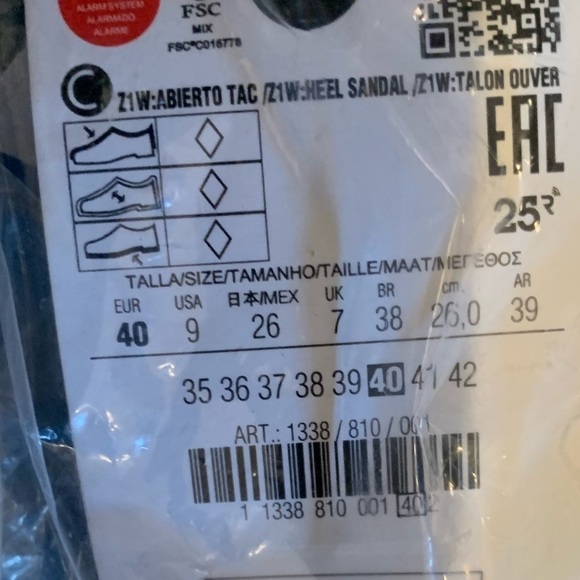 ALARM SYSTEM
ALARMADO
ALARME
FSC
MIX
FSC®C016778
Z1W:ABIERTO TAC /Z1W:HEEL SANDAL /Z1W:TALON OUVER
EAC
25
TALLA/SIZE/TAMANHO/TAILLE/MAAT/ΜΕΓΕΘΟΣ
EUR USA 日本/MEX UK BR cm. AR
40 9 26 7 38 26,0 39
35 36 37 38 39 40 41 42
ART.: 1338 / 810 / 001
1 1338 810 001 40 2